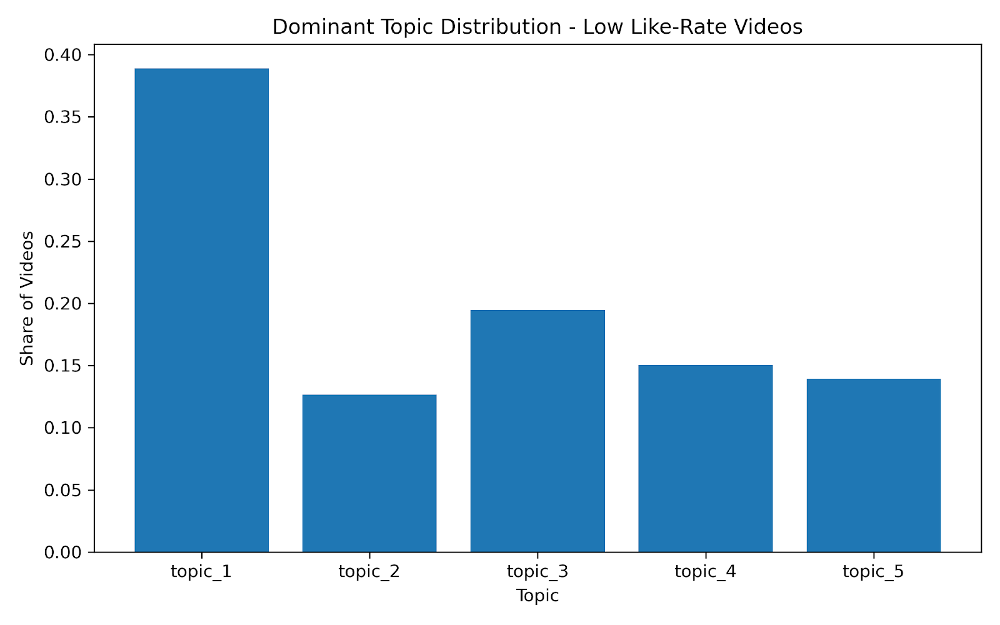 Dominant Topic Distribution - Low Like-Rate Videos
Share of Videos
0.40
0.35
0.30
0.25
0.20
0.15
0.10
0.05
0.00
topic_1 topic_2 topic_3 topic_4 topic_5
Topic